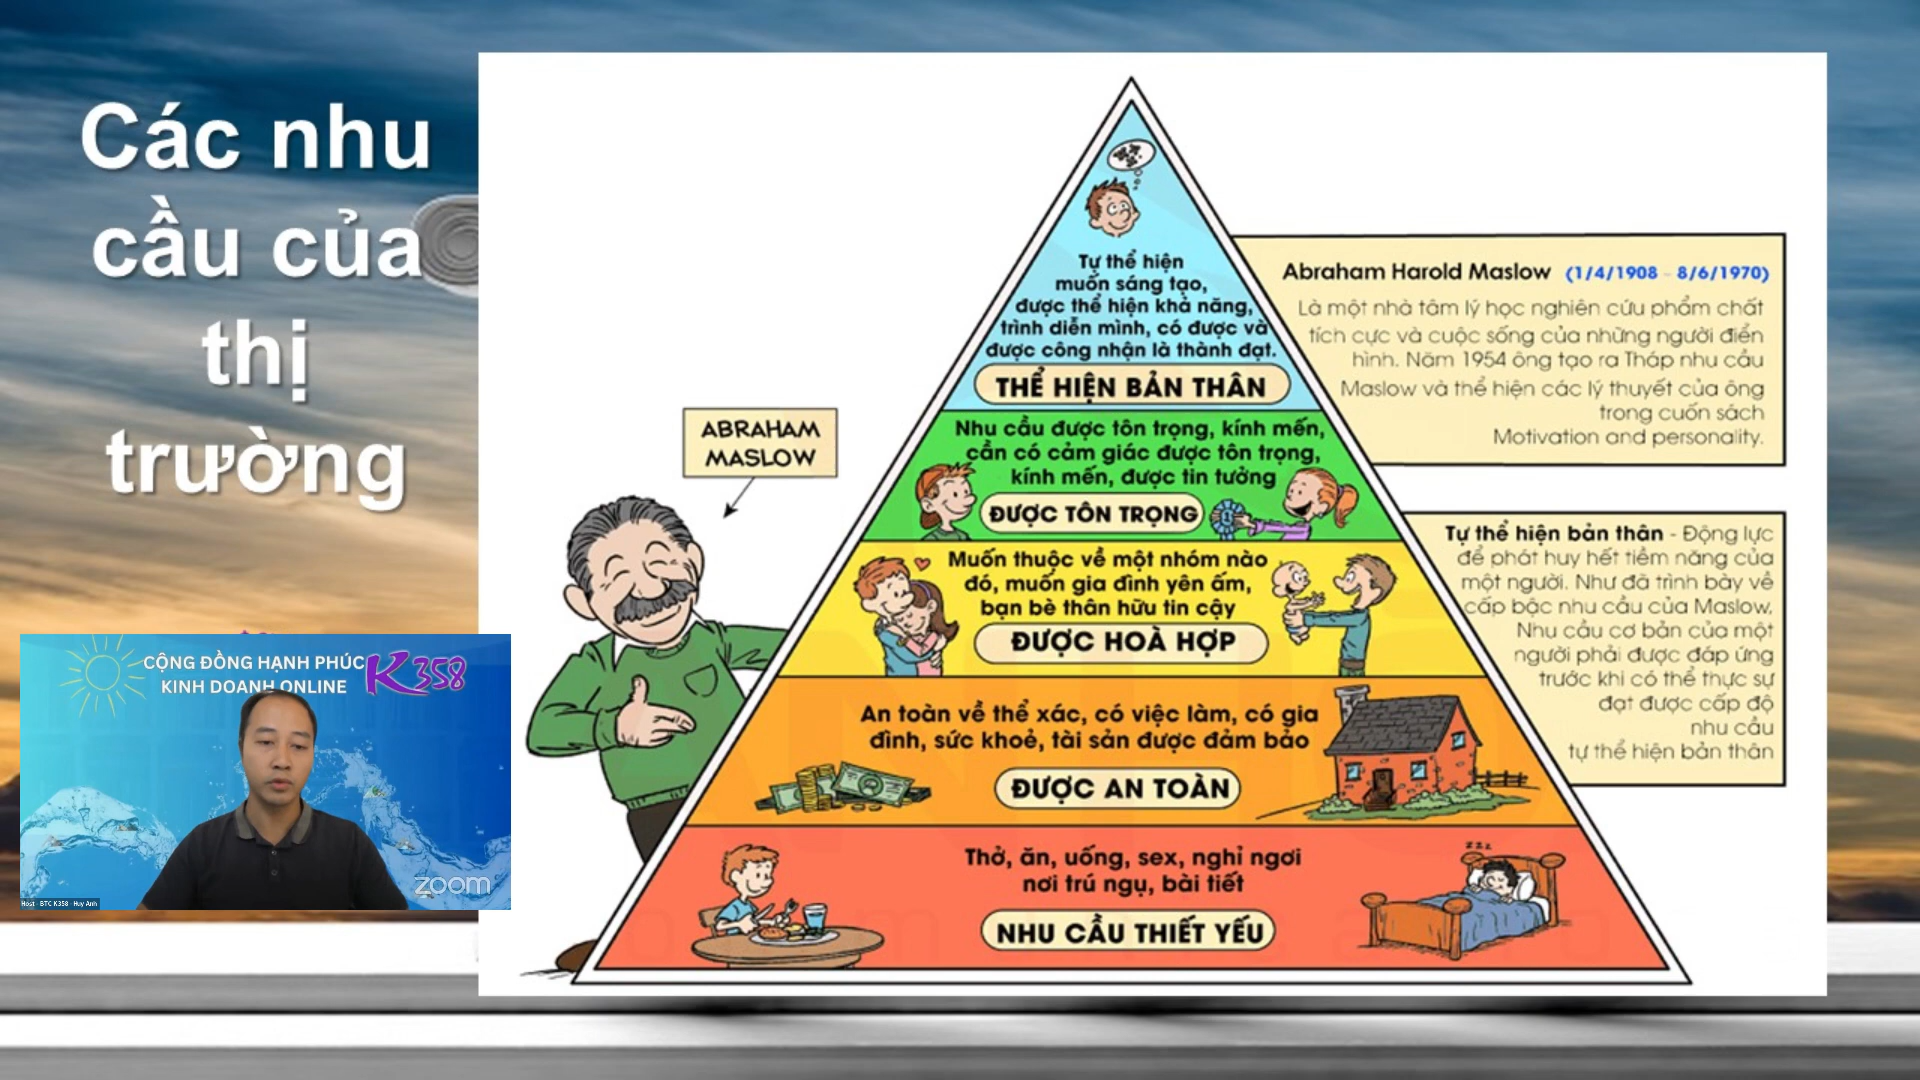 Các nhu
cầu của
thị
trường
Tự thể hiện
muốn sáng tạo,
được thể hiện khả năng,
trình diễn mình, có được và
được công nhận là thành đạt.
THỂ HIỆN BẢN THÂN
Nhu cầu được tôn trọng, kính mến,
cần có cảm giác được tôn trọng,
kính mến, được tin tưởng
ĐƯỢC TÔN TRỌNG
Muốn thuộc về một nhóm nào
đó, muốn gia đình yên ấm,
bạn bè thân hữu tin cậy
ĐƯỢC HOÀ HỢP
An toàn về thể xác, có việc làm, có gia
đình, sức khoẻ, tài sản được đảm bảo
ĐƯỢC AN TOÀN
Thở, ăn, uống, sex, nghỉ ngơi
nơi trú ngụ, bài tiết
zzz
NHU CẦU THIẾT YẾU
ABRAHAM
MASLOW
Abraham Harold Maslow (1/4/1908 - 8/6/1970)
Là một nhà tâm lý học nghiên cứu phẩm chất
tích cực và cuộc sống của những người điển
hình. Năm 1954 ông tạo ra Tháp nhu cầu
Maslow và thể hiện các lý thuyết của ông
trong cuốn sách
Motivation and personality.
Tự thể hiện bản thân - Động lực
để phát huy hết tiềm năng của
một người. Như đã trình bày về
cấp bậc nhu cầu của Maslow,
Nhu cầu cơ bản của một
người phải được đáp ứng
trước khi có thể thực sự
đạt được cấp độ
nhu cầu
tự thể hiện bản thân
CỘNG ĐỒNG HẠNH PHÚC
KINH DOANH ONLINE
K358
zoom
Host - BTC K358 - Huy Anh